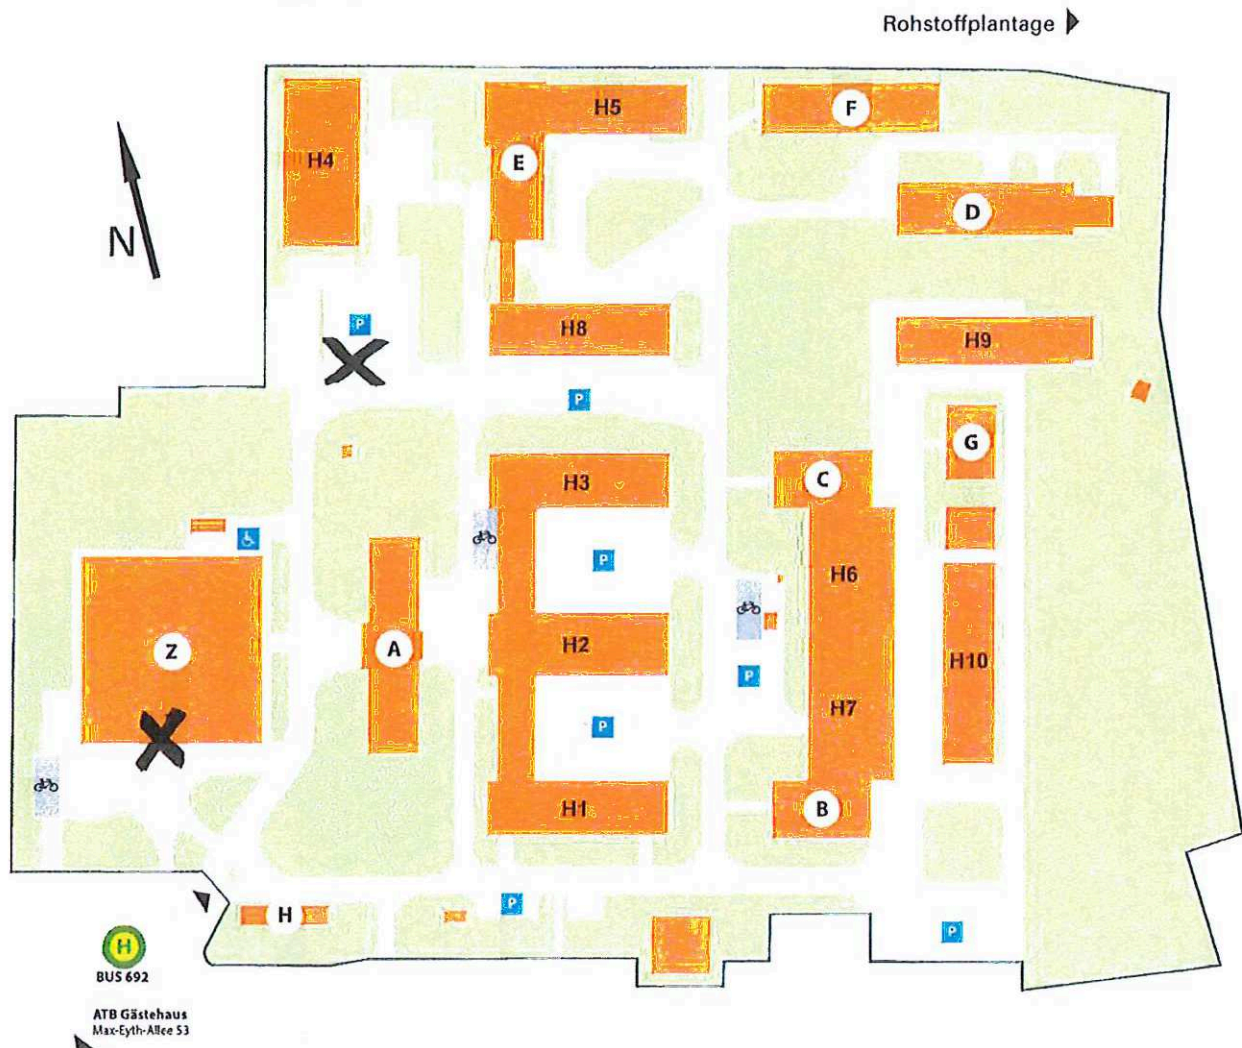 Rohstoffplantage
H5
F
H4
E
D
N
P
H8
H9
P
G
C
H3
P
H6
H2
Z
A
H10
P
H7
P
H1
B
P
H
P
H
BUS 692
ATB Gästehaus
Max-Eyth-Allee 53